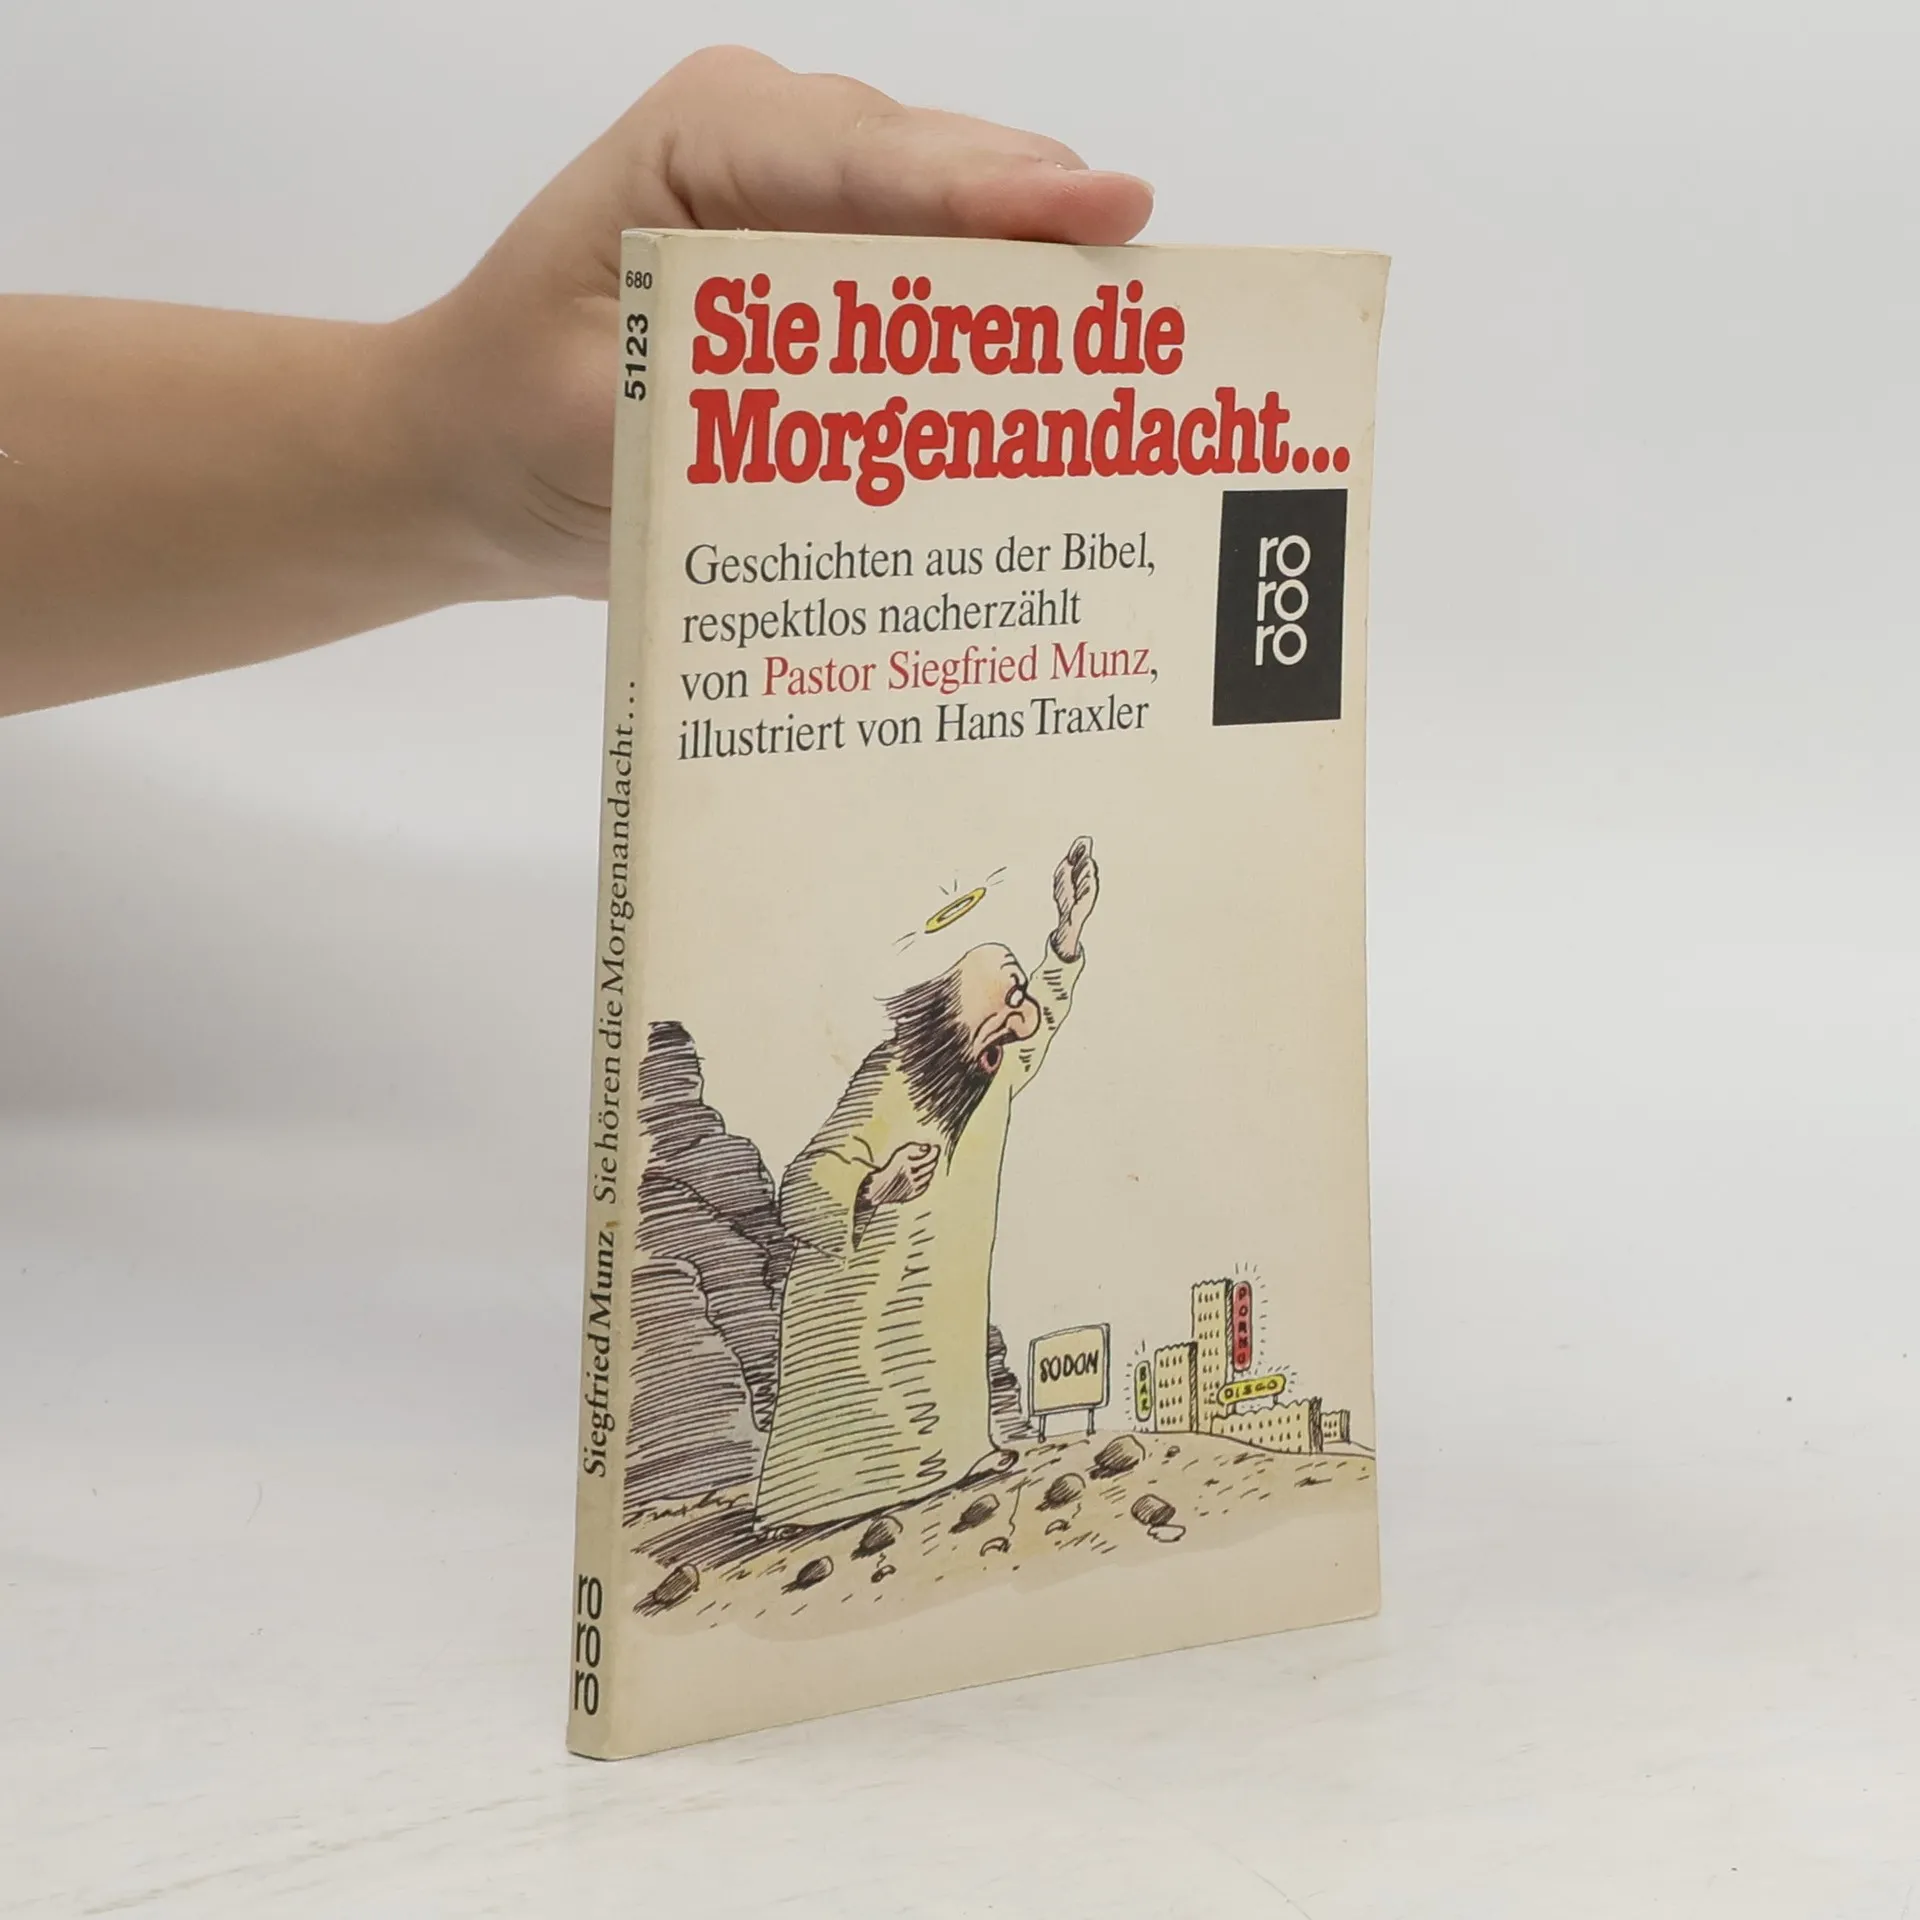 Sie hören die
Morgenandacht...
Geschichten aus der Bibel,
respektlos nacherzählt
von Pastor Siegfried Munz,
illustriert von Hans Traxler
ro
ro
ro
680
5123
Siegfried Munz, Sie hören die Morgenandacht...
ro
ro
ro
SODOM
BAR
PORNO
DISCO
Traxler